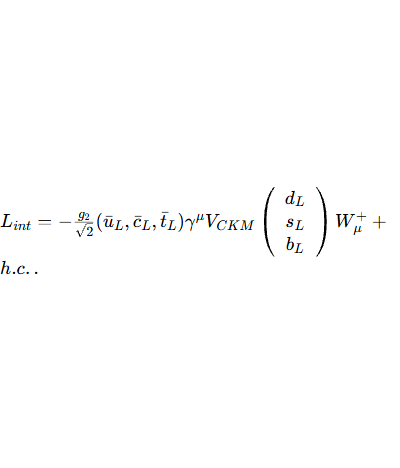 L_{int} = -\frac{g_2}{\sqrt{2}}(\bar{u}_L, \bar{c}_L, \bar{t}_L)\gamma^\mu V_{CKM} \begin{pmatrix} d_L \\ s_L \\ b_L \end{pmatrix} W_\mu^+ +
h.c. .